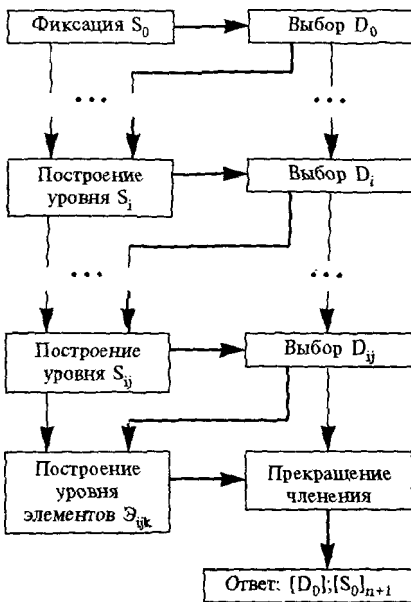 Фиксация S₀
Выбор D₀
...
...
Построение
уровня Sᵢ
Выбор Dᵢ
...
...
Построение
уровня Sᵢⱼ
Выбор Dᵢⱼ
Построение
уровня
элементов Эᵢⱼₖ
Прекращение
членения
Ответ: {D₀};{S₀}ₙ₊₁